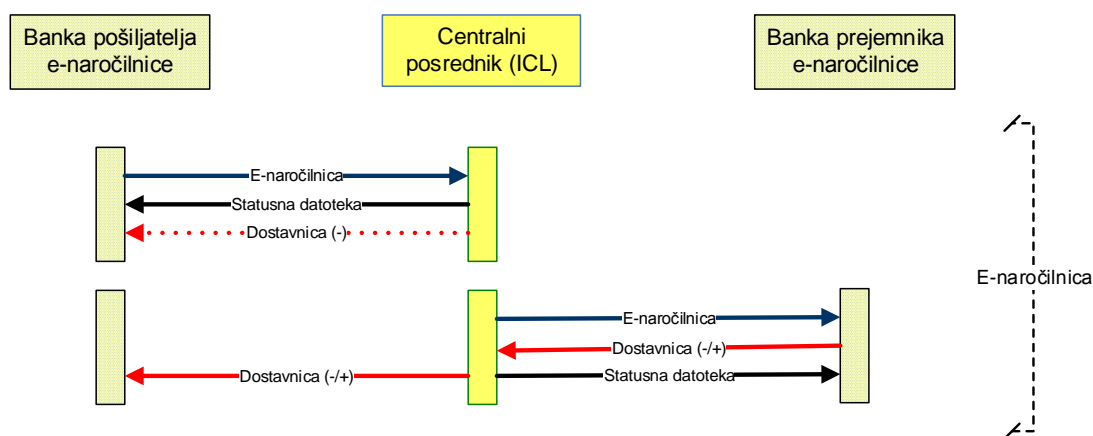 Banka pošiljatelja
e-naročilnice
Centralni
posrednik (ICL)
Banka prejemnika
e-naročilnice
E-naročilnica
Statusna datoteka
Dostavnica (-)
E-naročilnica
E-naročilnica
Dostavnica (-/+)
Dostavnica (-/+)
Statusna datoteka